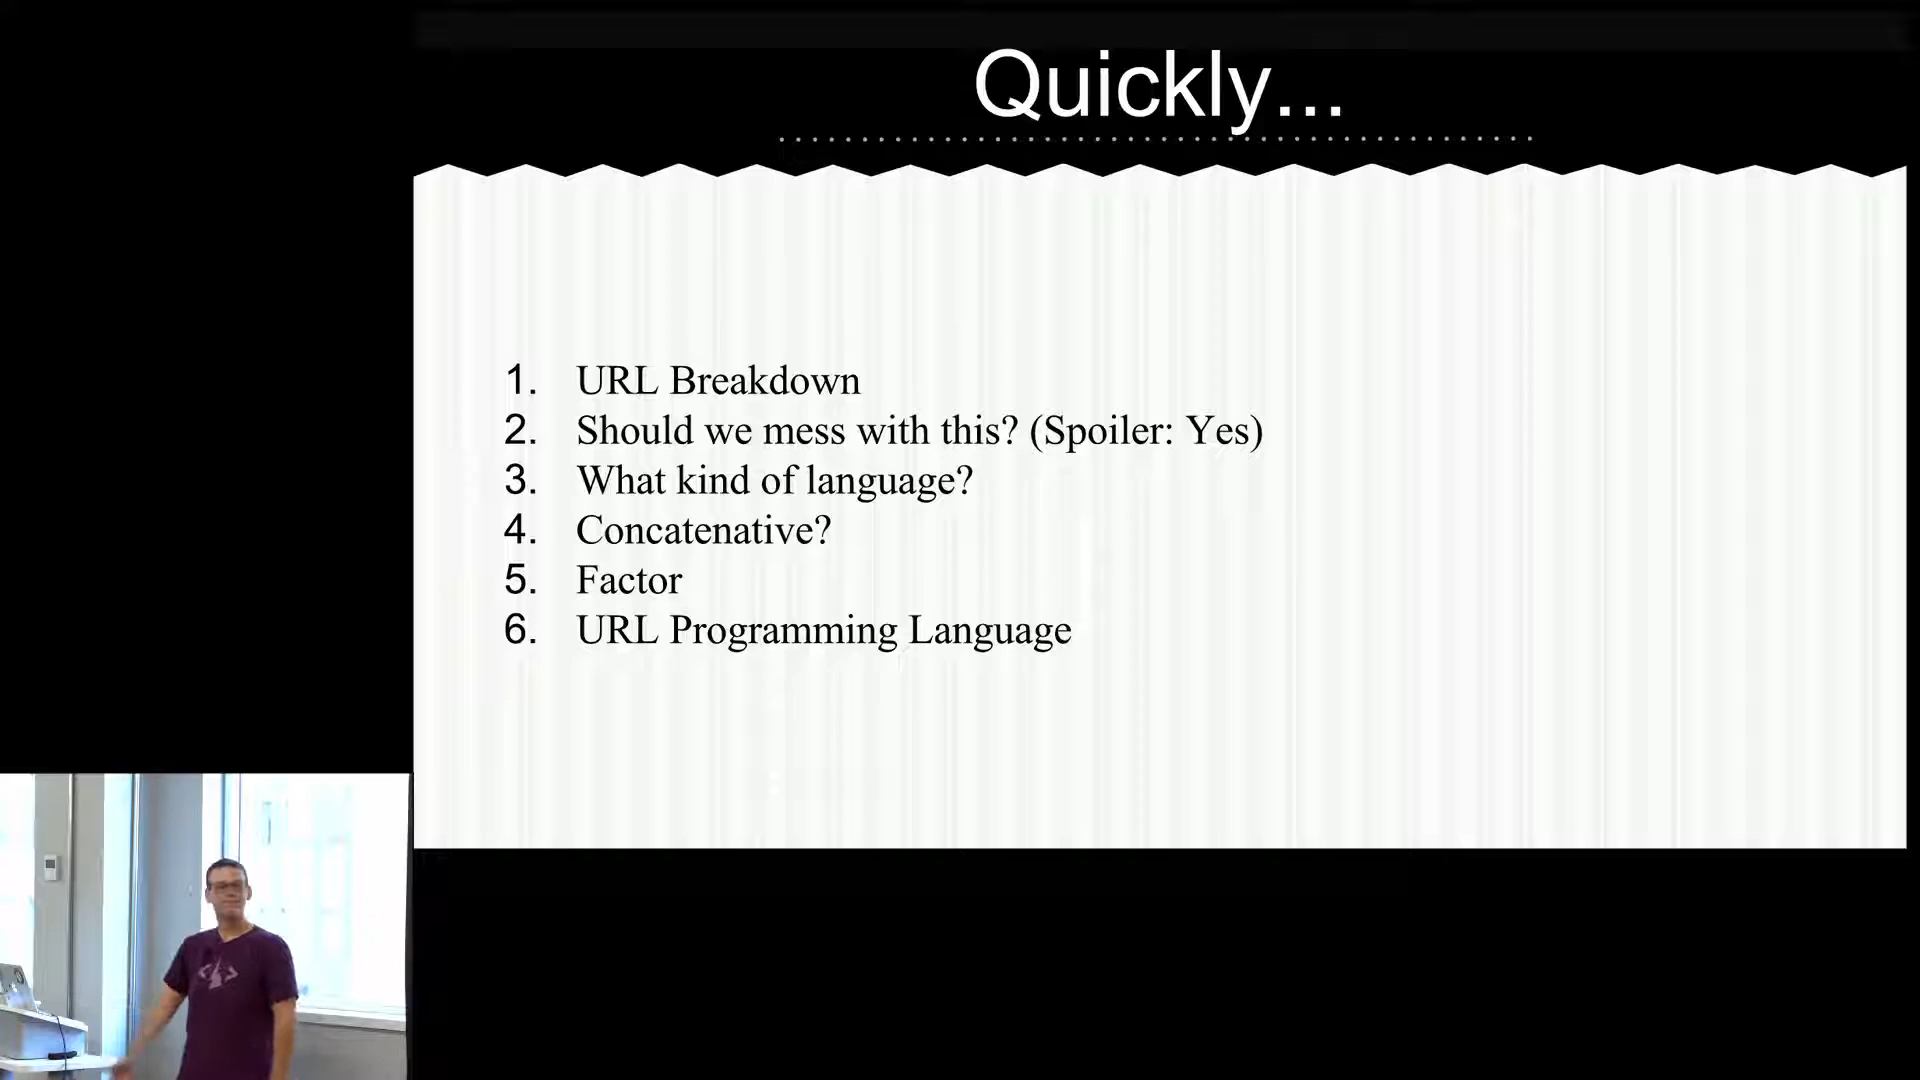 Quickly...
1. URL Breakdown
2. Should we mess with this? (Spoiler: Yes)
3. What kind of language?
4. Concatenative?
5. Factor
6. URL Programming Language